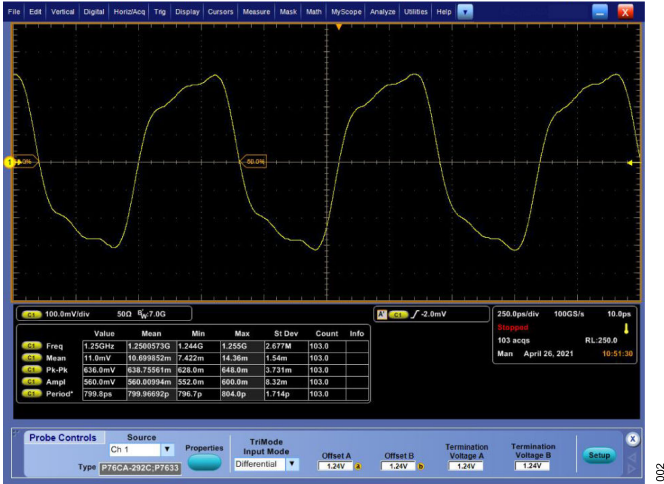 File Edit Vertical Digital Horiz/Acq Trig Display Cursors Measure Mask Math MyScope Analyze Utilities Help
X
1
50.0%
C1 100.0mV/div 50Ω BW:7.0G
A' C1 -2.0mV
250.0ps/div 100GS/s 10.0ps
Stopped
103 acqs RL:250.0
Man April 26, 2021 10:51:30
Value Mean Min Max St Dev Count Info
C1 Freq 1.25GHz 1.2500573G 1.244G 1.255G 2.677M 103.0
C1 Mean 11.0mV 10.699852m 7.422m 14.36m 1.54m 103.0
C1 Pk-Pk 636.0mV 638.75561m 628.0m 648.0m 3.731m 103.0
C1 Ampl 560.0mV 560.00994m 552.0m 600.0m 8.32m 103.0
C1 Period* 799.8ps 799.96692p 796.7p 804.0p 1.714p 103.0
Probe Controls
Source
Ch 1
Type P76CA-292C;P7633
Properties
TriMode
Input Mode
Differential
Offset A
1.24V a
Offset B
1.24V b
Termination
Voltage A
1.24V
Termination
Voltage B
1.24V
Setup
X
002